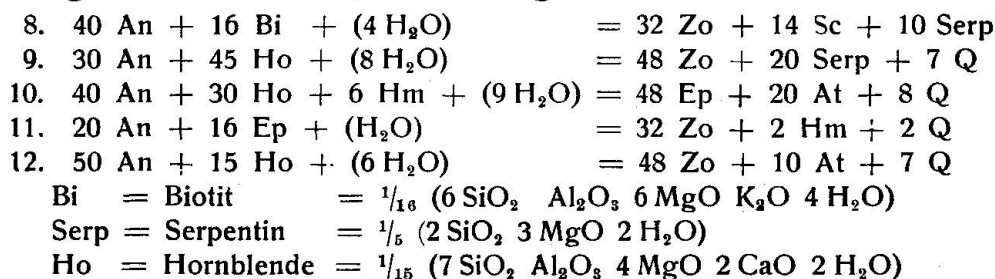 8. 40 An + 16 Bi + (4 H₂O) = 32 Zo + 14 Sc + 10 Serp
9. 30 An + 45 Ho + (8 H₂O) = 48 Zo + 20 Serp + 7 Q
10. 40 An + 30 Ho + 6 Hm + (9 H₂O) = 48 Ep + 20 At + 8 Q
11. 20 An + 16 Ep + (H₂O) = 32 Zo + 2 Hm + 2 Q
12. 50 An + 15 Ho + (6 H₂O) = 48 Zo + 10 At + 7 Q
Bi = Biotit = ¹/₁₆ (6 SiO₂ Al₂O₃ 6 MgO K₂O 4 H₂O)
Serp = Serpentin = ¹/₅ (2 SiO₂ 3 MgO 2 H₂O)
Ho = Hornblende = ¹/₁₅ (7 SiO₂ Al₂O₃ 4 MgO 2 CaO 2 H₂O)